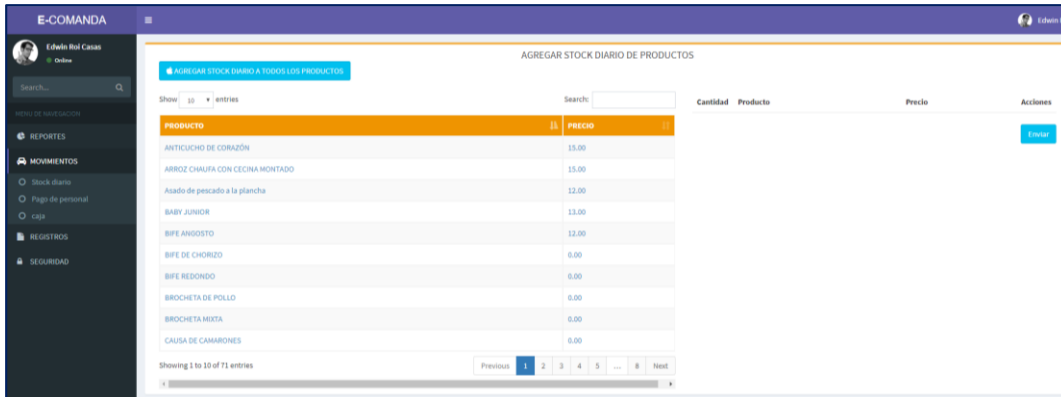 E-COMANDA
Edwin
Edwin Roi Casas
Online
Search...
MENÚ DE NAVEGACIÓN
REPORTES
MOVIMIENTOS
Stock diario
Pago de personal
caja
REGISTROS
SEGURIDAD
AGREGAR STOCK DIARIO DE PRODUCTOS
AGREGAR STOCK DIARIO A TODOS LOS PRODUCTOS
Show 10 entries Search:
PRODUCTO PRECIO
ANTICUCHO DE CORAZÓN 15.00
ARROZ CHAUFA CON CECINA MONTADO 15.00
Asado de pescado a la plancha 12.00
BABY JUNIOR 13.00
BIFE ANGOSTO 12.00
BIFE DE CHORIZO 0.00
BIFE REDONDO 0.00
BROCHETA DE POLLO 0.00
BROCHETA MIXTA 0.00
CAUSA DE CAMARONES 0.00
Showing 1 to 10 of 71 entries Previous 1 2 3 4 5 ... 8 Next
Cantidad Producto Precio Acciones
Enviar